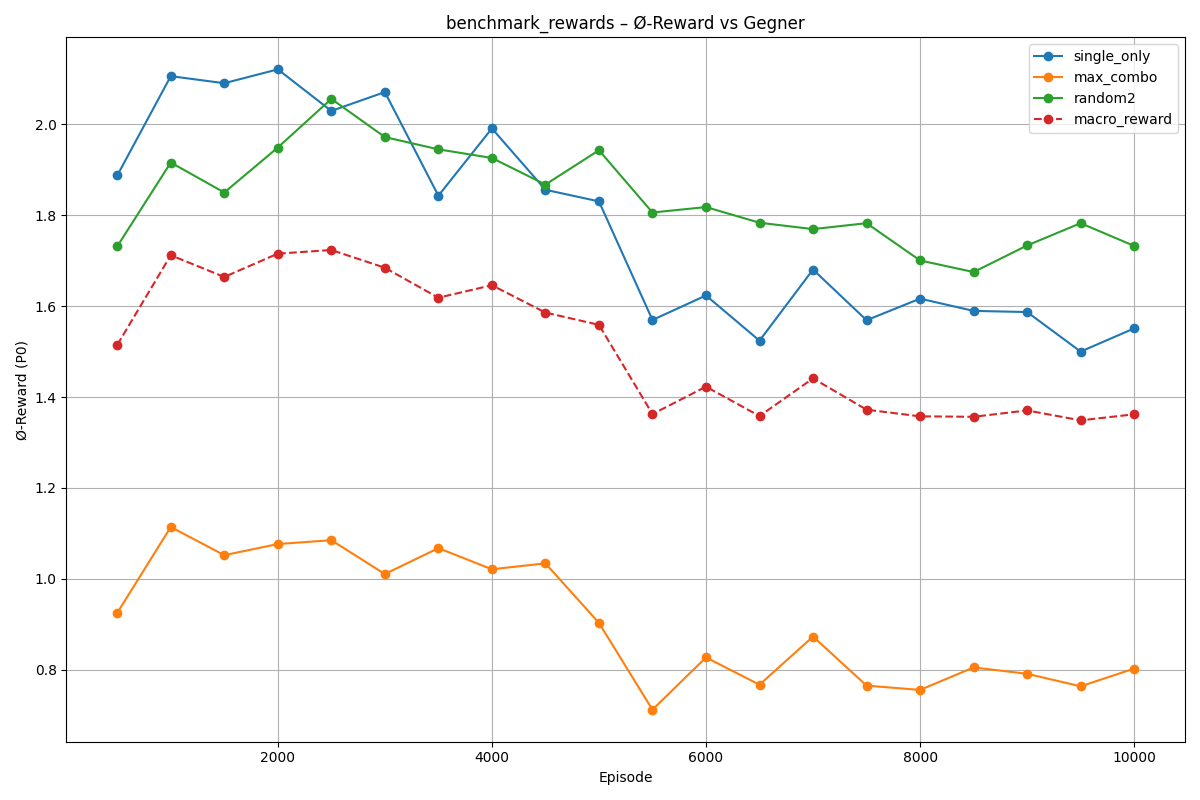 benchmark_rewards – Ø-Reward vs Gegner
single_only
max_combo
random2
macro_reward
Ø-Reward (P0)
2.0
1.8
1.6
1.4
1.2
1.0
0.8
2000 4000 6000 8000 10000
Episode